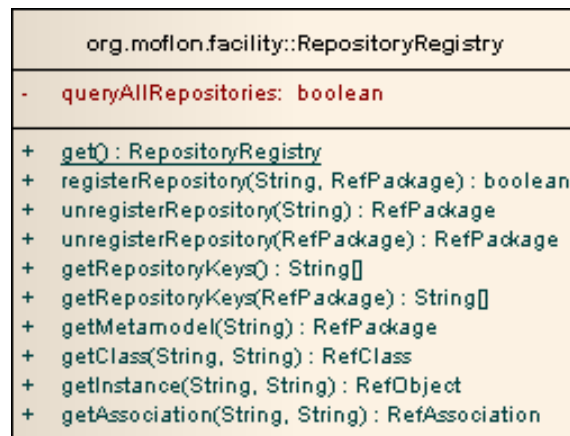 org.moflon.facility::RepositoryRegistry
- queryAllRepositories: boolean
+ get() : RepositoryRegistry
+ registerRepository(String, RefPackage) : boolean
+ unregisterRepository(String) : RefPackage
+ unregisterRepository(RefPackage) : RefPackage
+ getRepositoryKeys() : String[]
+ getRepositoryKeys(RefPackage) : String[]
+ getMetamodel(String) : RefPackage
+ getClass(String, String) : RefClass
+ getInstance(String, String) : RefObject
+ getAssociation(String, String) : RefAssociation